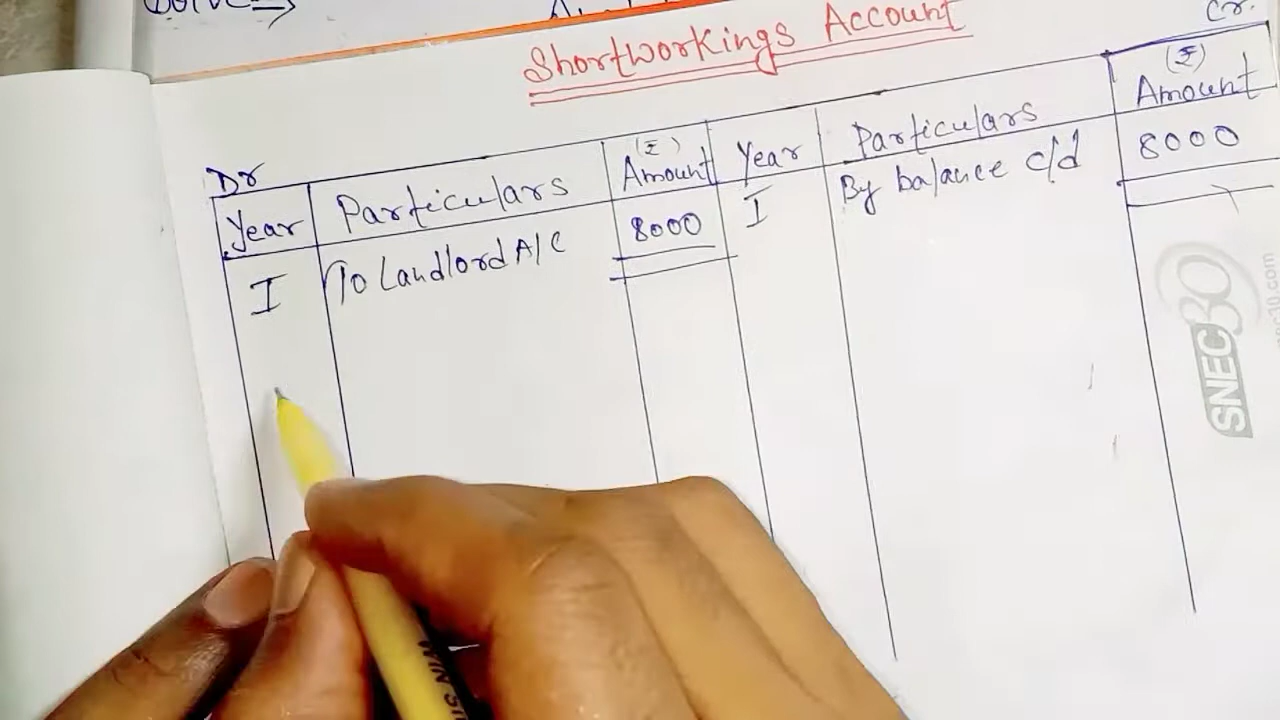 Shortworkings Account
Dr
Cr.
Year Particulars (₹) Amount Year Particulars (₹) Amount
I To Landlord A/C 8000 I By balance c/d 8000
SNEC30